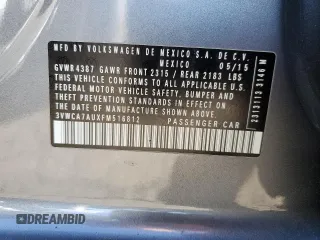 MFD BY VOLKSWAGEN DE MEXICO S.A. DE C.V.
MEXICO 05/15
GVWR4387 GAWR FRONT 2315 / REAR 2183 LBS
THIS VEHICLE CONFORMS TO ALL APPLICABLE U.S.
FEDERAL MOTOR VEHICLE SAFETY, BUMPER AND
THEFT PREVENTION STANDARDS IN EFFECT ON
THE DATE OF MANUFACTURE SHOWN ABOVE.
3VWCA7AUXFM516812 PASSENGER CAR
DREAMBID